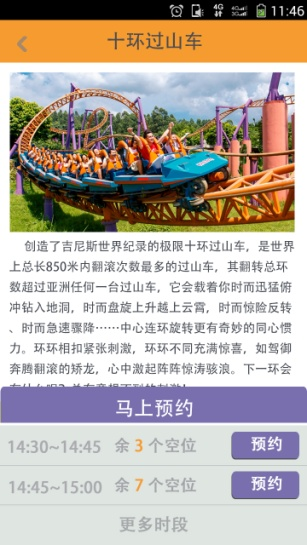 11:46
十环过山车
创造了吉尼斯世界纪录的极限十环过山车，是世
界上总长850米内翻滚次数最多的过山车，其翻转总环
数超过亚洲任何一台过山车，它会载着你时而迅猛俯
冲钻入地洞，时而盘旋上升越上云霄，时而惊险反转
、时而急速骤降……中心连环旋转更有奇妙的同心惯
力。环环相扣紧张刺激，环环不同充满惊喜，如驾御
奔腾翻滚的矫龙，心中激起阵阵惊涛骇浪。下一环会
马上预约
14:30~14:45 余 3 个空位 预约
14:45~15:00 余 7 个空位 预约
更多时段